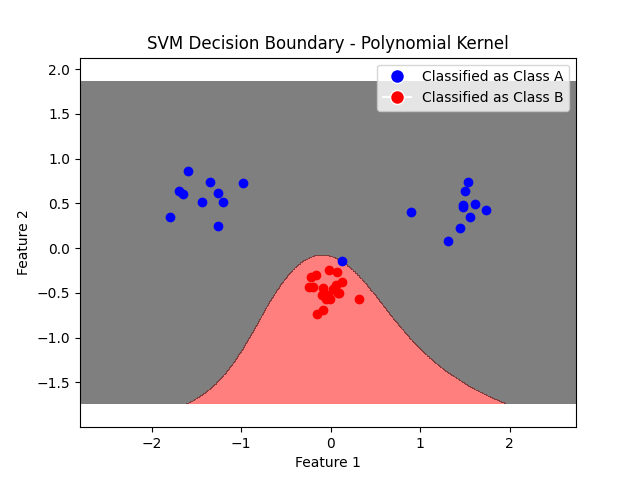 SVM Decision Boundary - Polynomial Kernel
Classified as Class A
Classified as Class B
2.0
1.5
1.0
0.5
0.0
−0.5
−1.0
−1.5
Feature 2
−2
−1
0
1
2
Feature 1